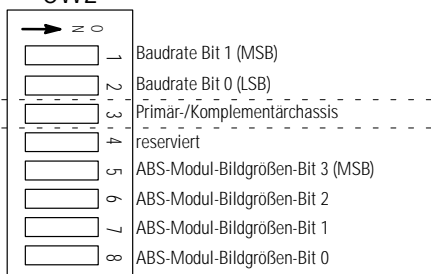 O N
1 Baudrate Bit 1 (MSB)
2 Baudrate Bit 0 (LSB)
3 Primär-/Komplementärchassis
4 reserviert
5 ABS-Modul-Bildgrößen-Bit 3 (MSB)
6 ABS-Modul-Bildgrößen-Bit 2
7 ABS-Modul-Bildgrößen-Bit 1
8 ABS-Modul-Bildgrößen-Bit 0